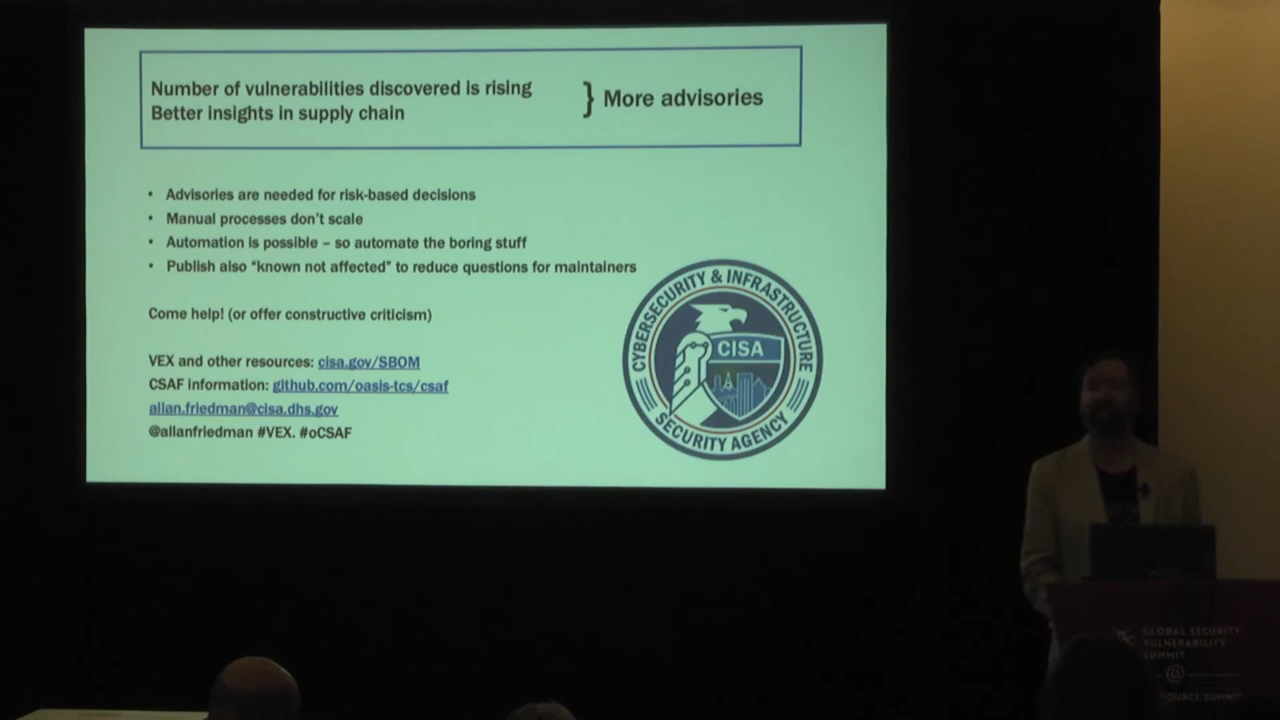 Number of vulnerabilities discovered is rising
Better insights in supply chain
} More advisories
• Advisories are needed for risk-based decisions
• Manual processes don't scale
• Automation is possible – so automate the boring stuff
• Publish also "known not affected" to reduce questions for maintainers
Come help! (or offer constructive criticism)
VEX and other resources: cisa.gov/SBOM
CSAF information: github.com/oasis-tcs/csaf
allan.friedman@cisa.dhs.gov
@allanfriedman #VEX. #oCSAF
CYBERSECURITY & INFRASTRUCTURE
CISA
SECURITY AGENCY
GLOBAL SECURITY
VULNERABILITY
SUMMIT
@
SOURCE SUMMIT